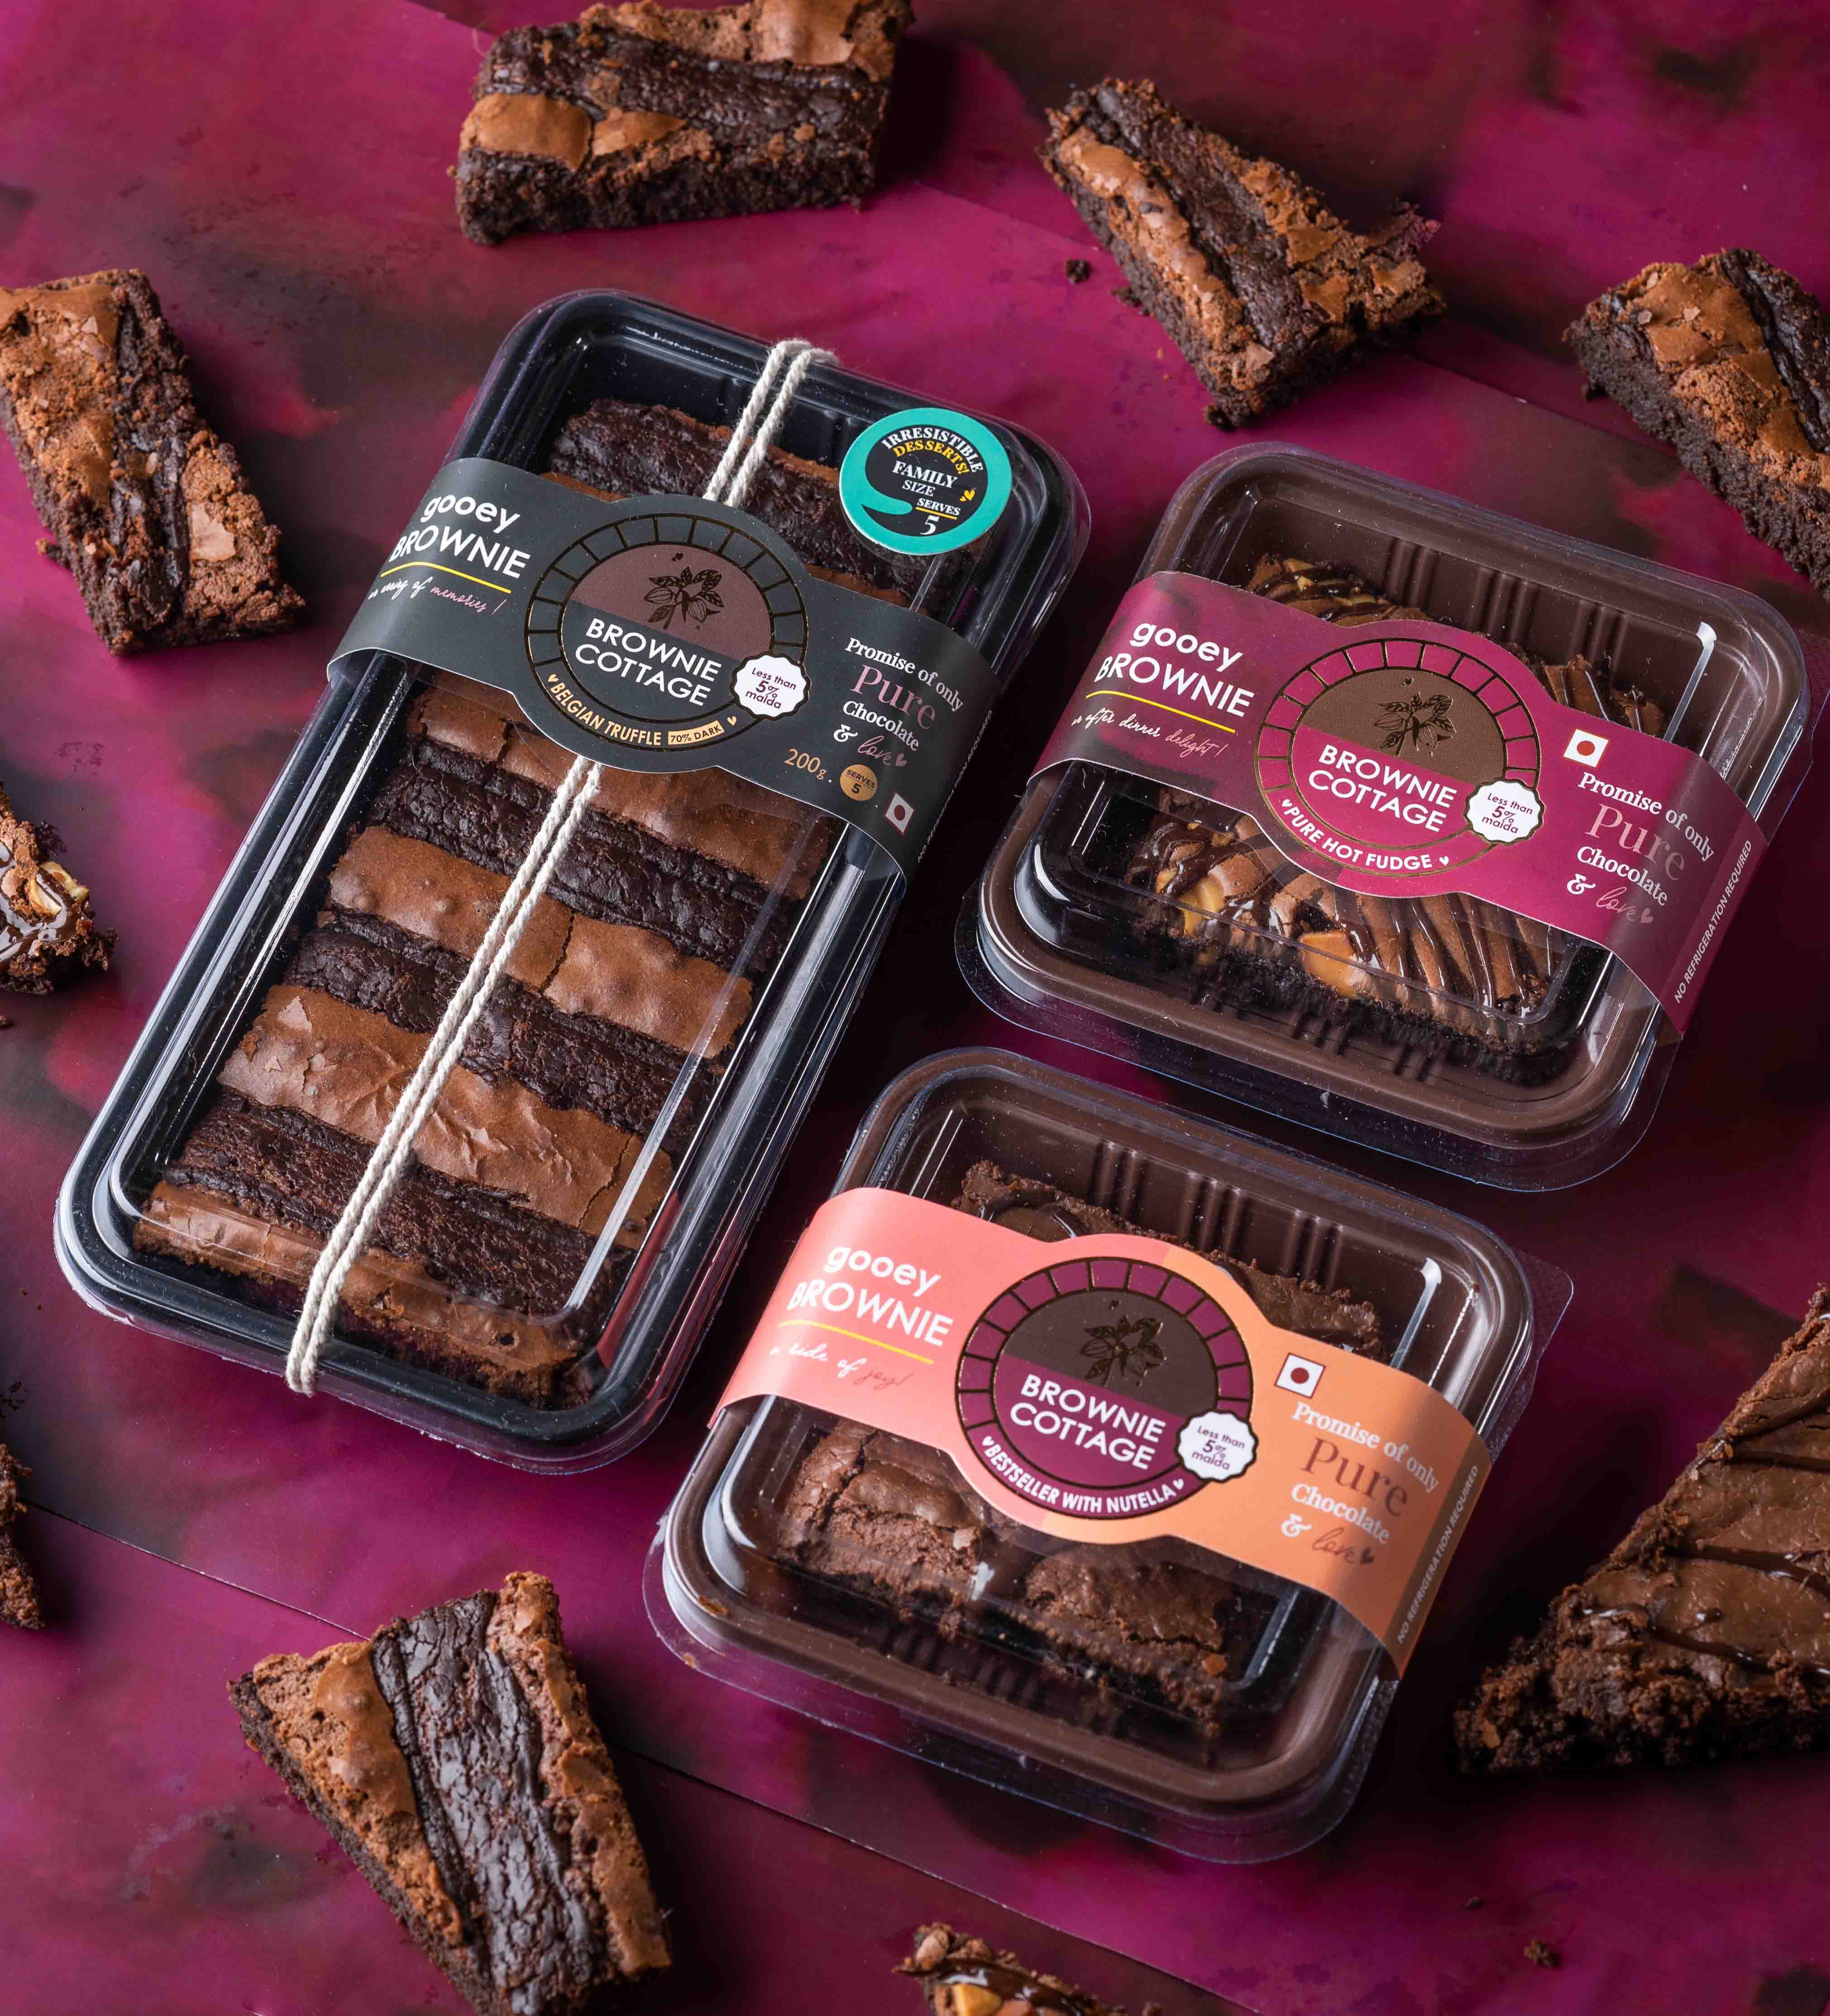 IRRESISTIBLE
DESSERTS!
FAMILY
SIZE
SERVES
5
gooey
BROWNIE
of memories!
BROWNIE
COTTAGE
Less than
5%
maida
BELGIAN TRUFFLE 70% DARK
Promise of only
Pure
Chocolate
& love
200g.
SERVES
5
gooey
BROWNIE
after dinner delight!
BROWNIE
COTTAGE
Less than
5%
maida
PURE HOT FUDGE
Promise of only
Pure
Chocolate
& love
NO REFRIGERATION REQUIRED
gooey
BROWNIE
of joy!
BROWNIE
COTTAGE
Less than
5%
maida
BESTSELLER WITH NUTELLA
Promise of only
Pure
Chocolate
& love
NO REFRIGERATION REQUIRED